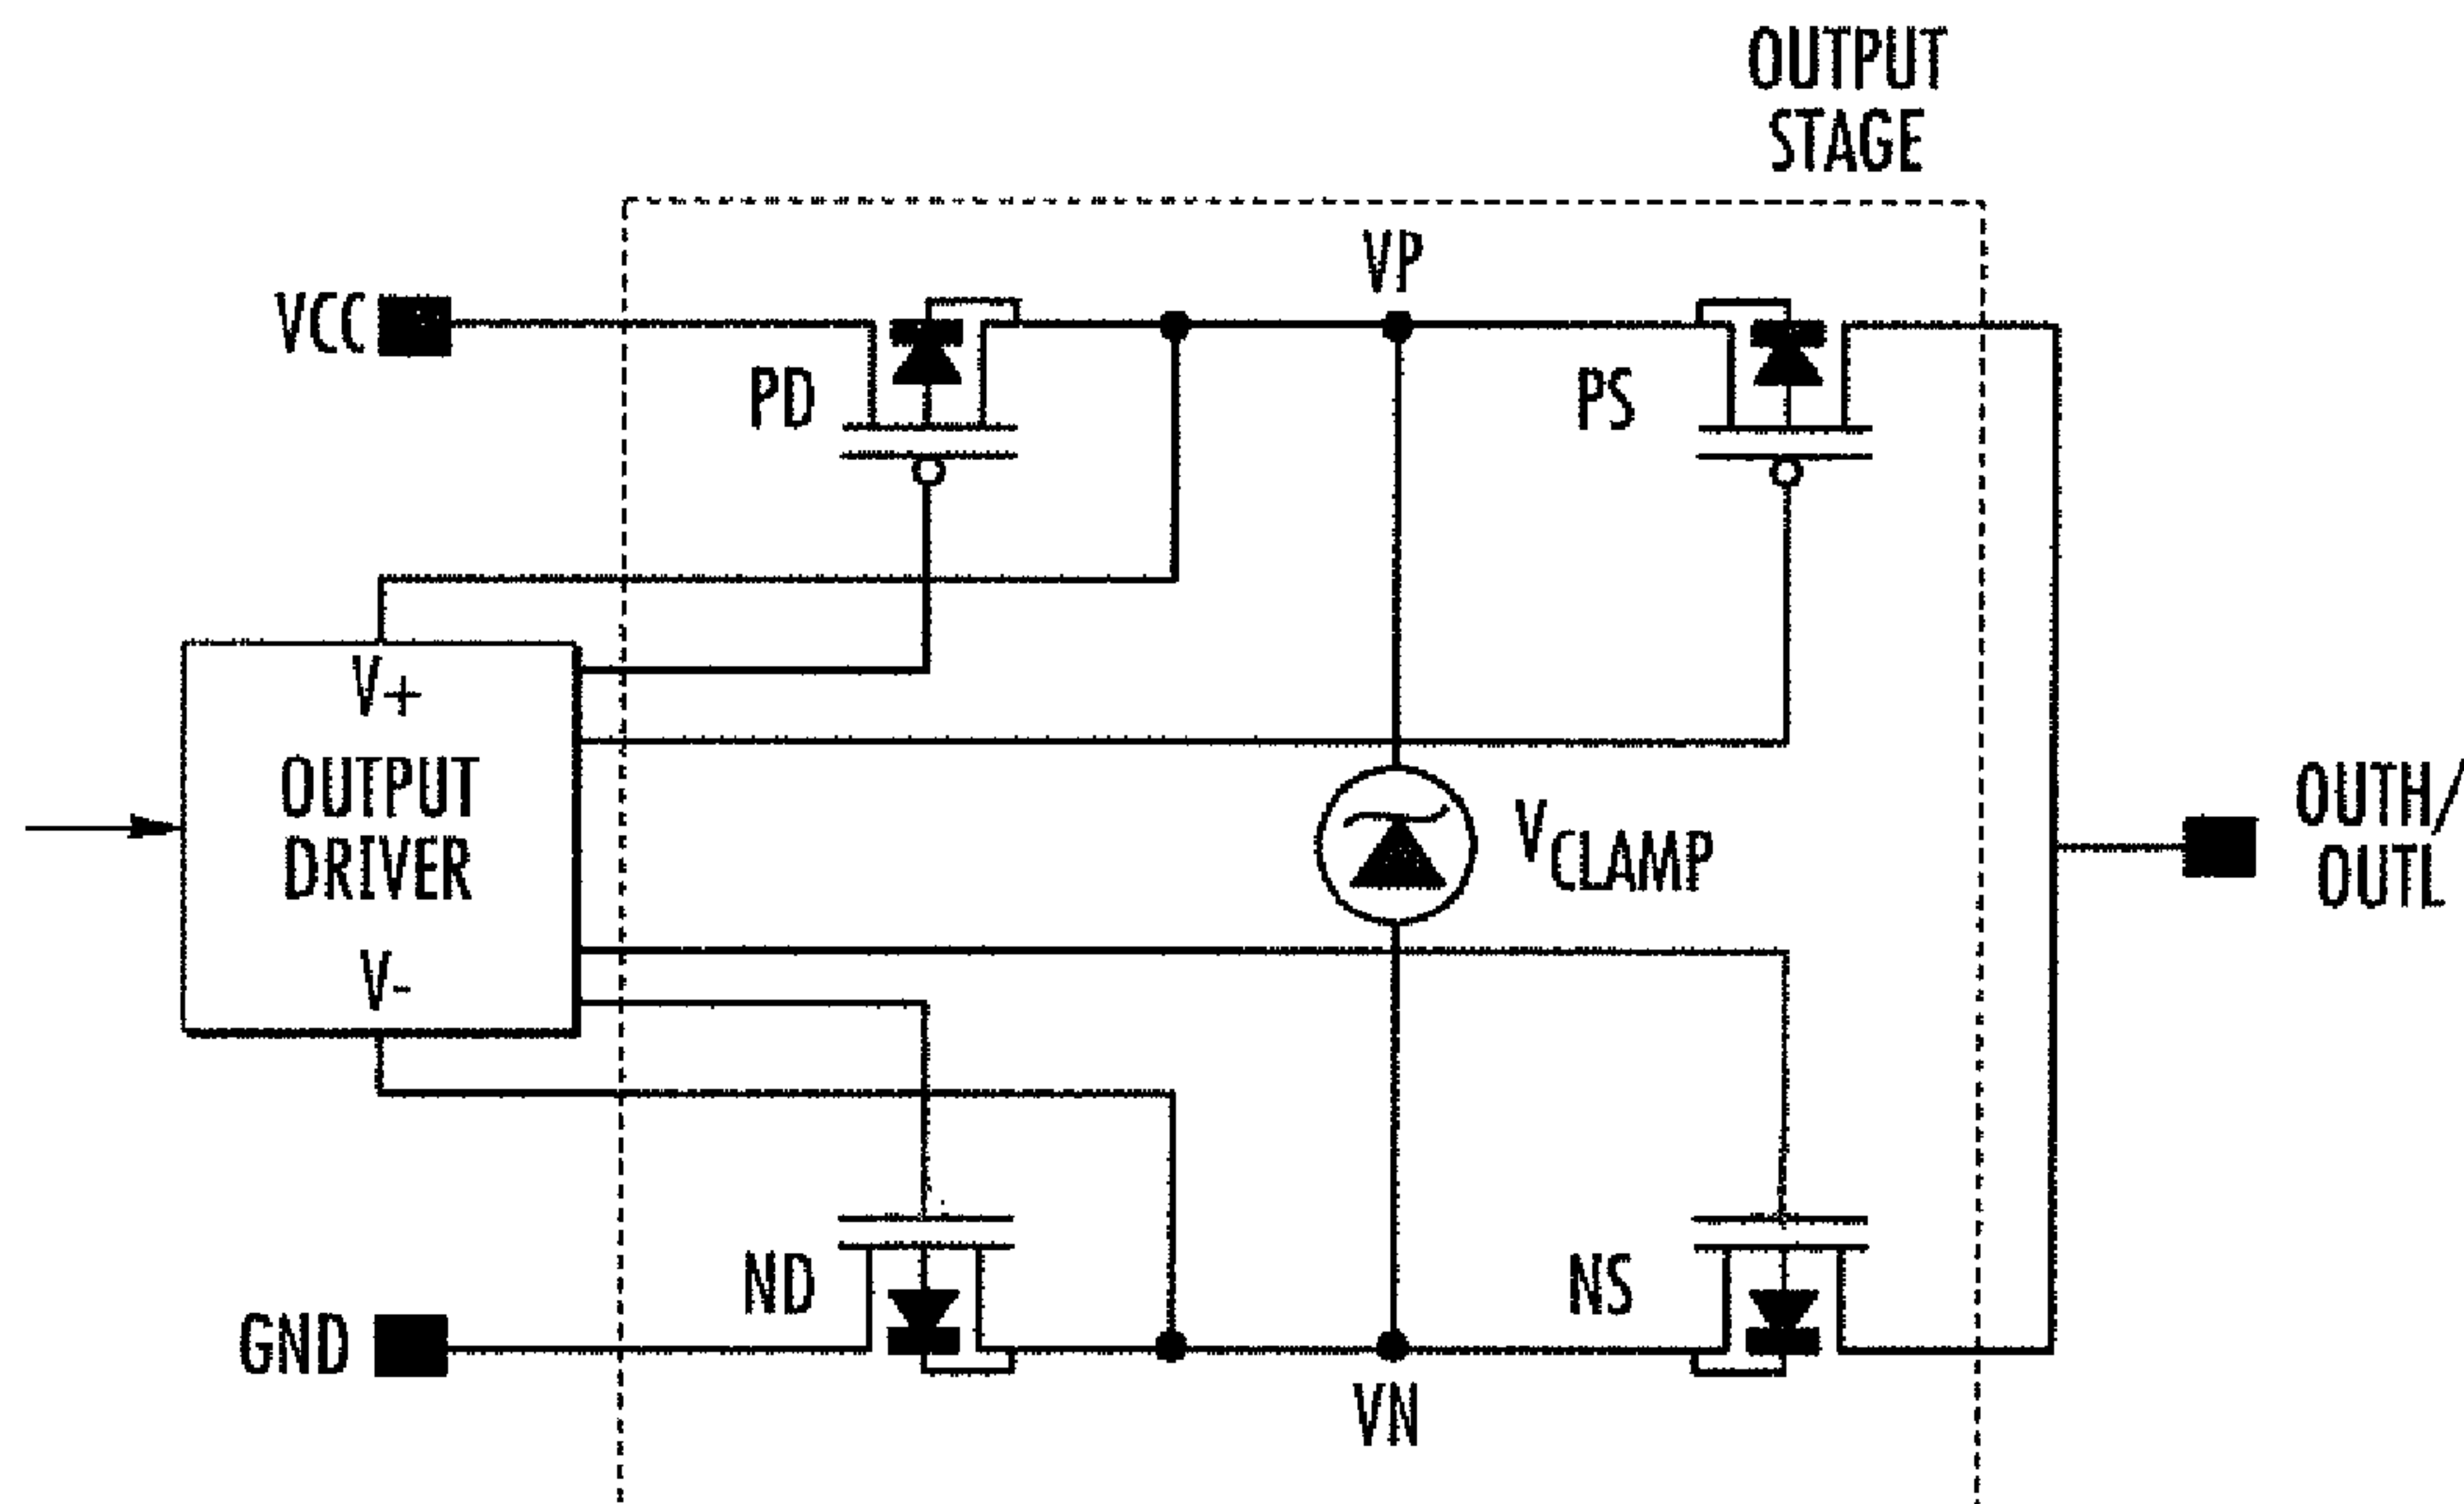 OUTPUT
STAGE
VP
VCC
PD
PS
V+
OUTPUT
DRIVER
V-
VCLAMP
OUTH/
OUTL
ND
NS
GND
VN